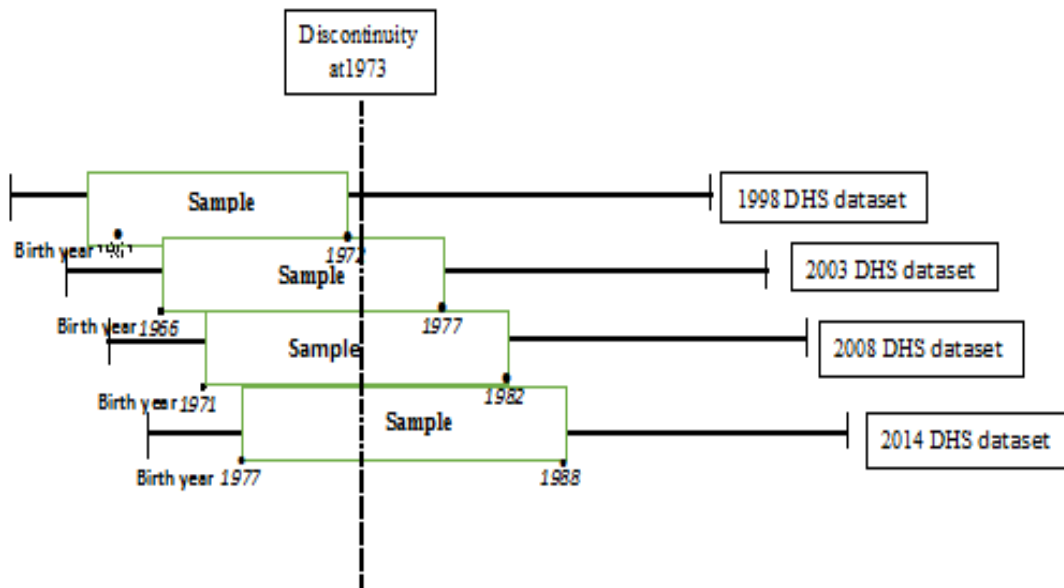 Discontinuity
at1973
Sample
1998 DHS dataset
Birth year
Sample
2003 DHS dataset
Birth year 1966
1977
Sample
2008 DHS dataset
Birth year 1971
1982
Sample
2014 DHS dataset
Birth year 1977
1988